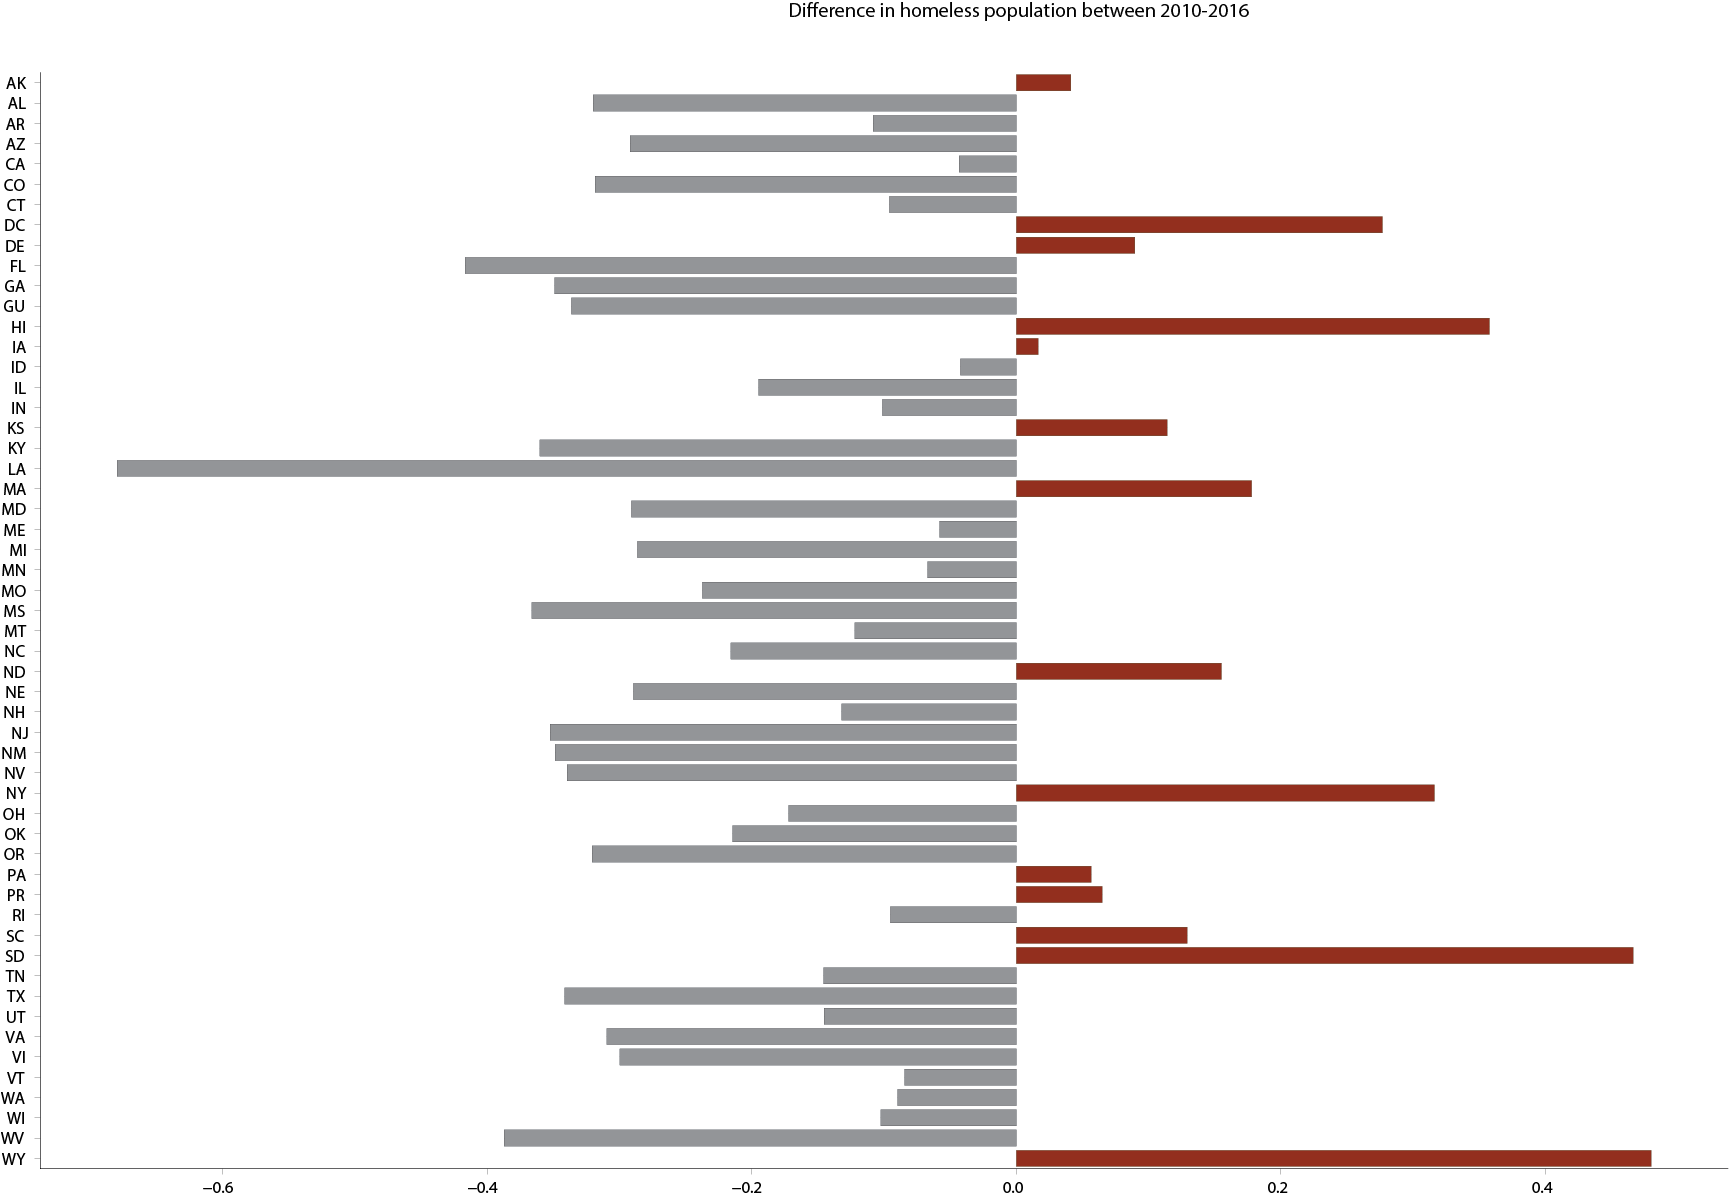 Difference in homeless population between 2010-2016
AK
AL
AR
AZ
CA
CO
CT
DC
DE
FL
GA
GU
HI
IA
ID
IL
IN
KS
KY
LA
MA
MD
ME
MI
MN
MO
MS
MT
NC
ND
NE
NH
NJ
NM
NV
NY
OH
OK
OR
PA
PR
RI
SC
SD
TN
TX
UT
VA
VI
VT
WA
WI
WV
WY
−0.6 −0.4 −0.2 0.0 0.2 0.4